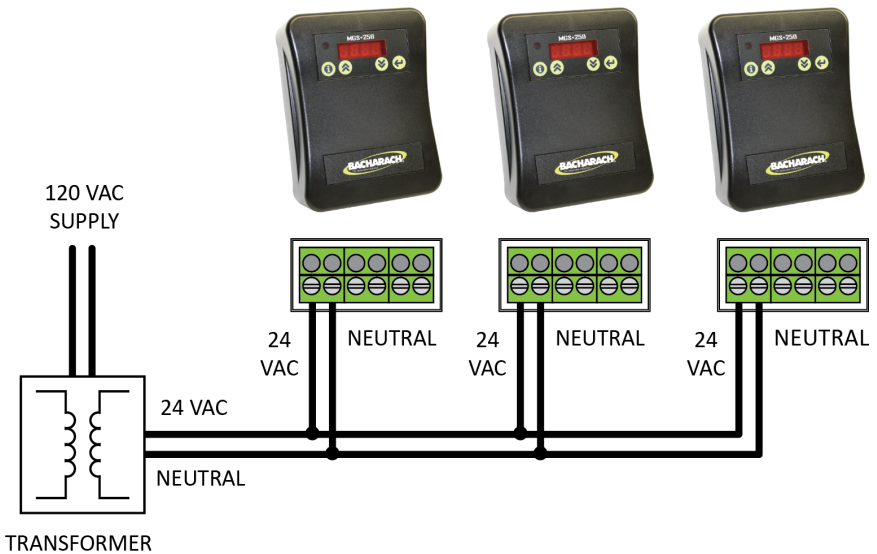 MGS-250
MGS-250
MGS-250
BACHARACH
BACHARACH
BACHARACH
120 VAC
SUPPLY
24
VAC
NEUTRAL
24
VAC
NEUTRAL
24
VAC
NEUTRAL
24 VAC
NEUTRAL
TRANSFORMER